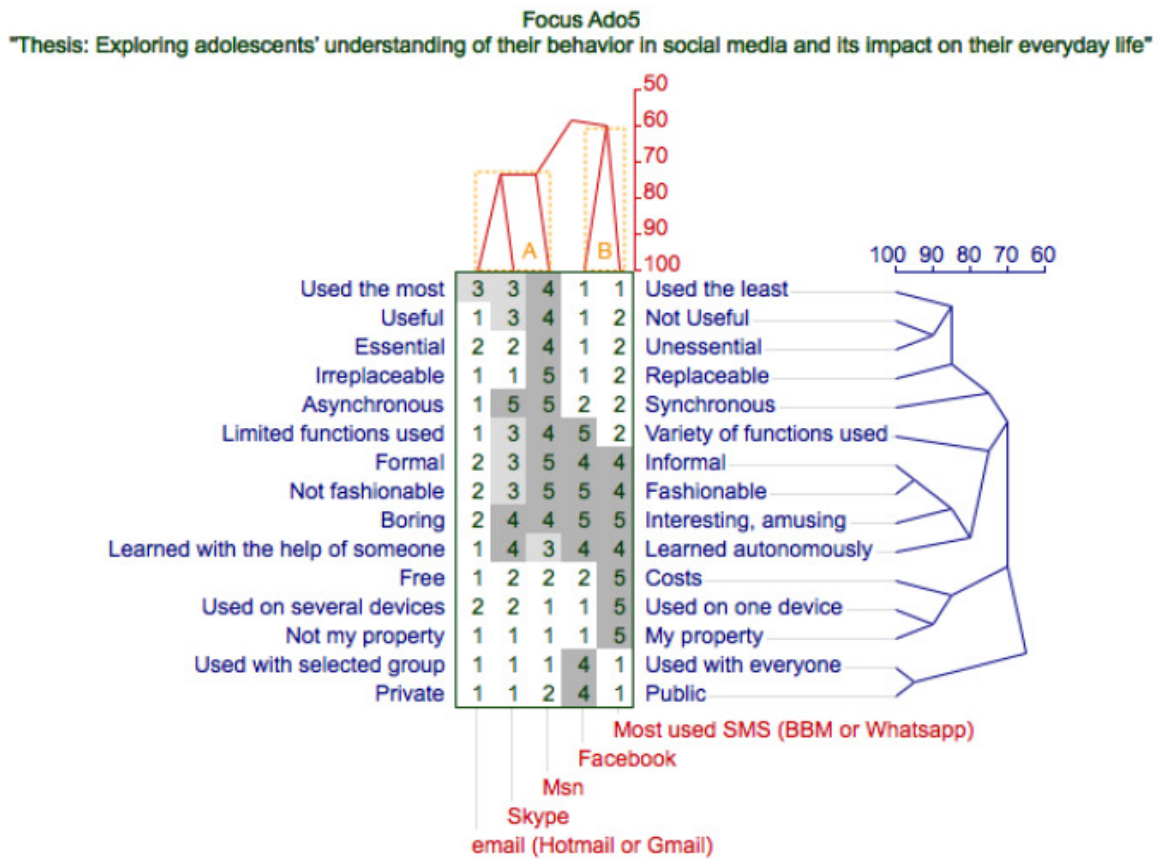 Focus Ado5
"Thesis: Exploring adolescents' understanding of their behavior in social media and its impact on their everyday life"
50
60
70
80
90
100
A B
100 90 80 70 60
Used the most 3 3 4 1 1 Used the least
Useful 1 3 4 1 2 Not Useful
Essential 2 2 4 1 2 Unessential
Irreplaceable 1 1 5 1 2 Replaceable
Asynchronous 1 5 5 2 2 Synchronous
Limited functions used 1 3 4 5 2 Variety of functions used
Formal 2 3 5 4 4 Informal
Not fashionable 2 3 5 5 4 Fashionable
Boring 2 4 4 5 5 Interesting, amusing
Learned with the help of someone 1 4 3 4 4 Learned autonomously
Free 1 2 2 2 5 Costs
Used on several devices 2 2 1 1 5 Used on one device
Not my property 1 1 1 1 5 My property
Used with selected group 1 1 1 4 1 Used with everyone
Private 1 1 2 4 1 Public
Most used SMS (BBM or Whatsapp)
Facebook
Msn
Skype
email (Hotmail or Gmail)